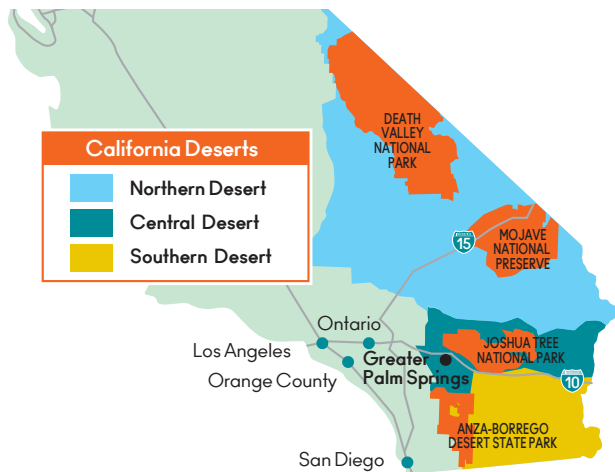 DEATH
VALLEY
NATIONAL
PARK
California Deserts
Northern Desert
Central Desert
Southern Desert
15
MOJAVE
NATIONAL
PRESERVE
Ontario
Los Angeles
Orange County
Greater
Palm Springs
JOSHUA TREE
NATIONAL PARK
10
ANZA-BORREGO
DESERT STATE PARK
San Diego